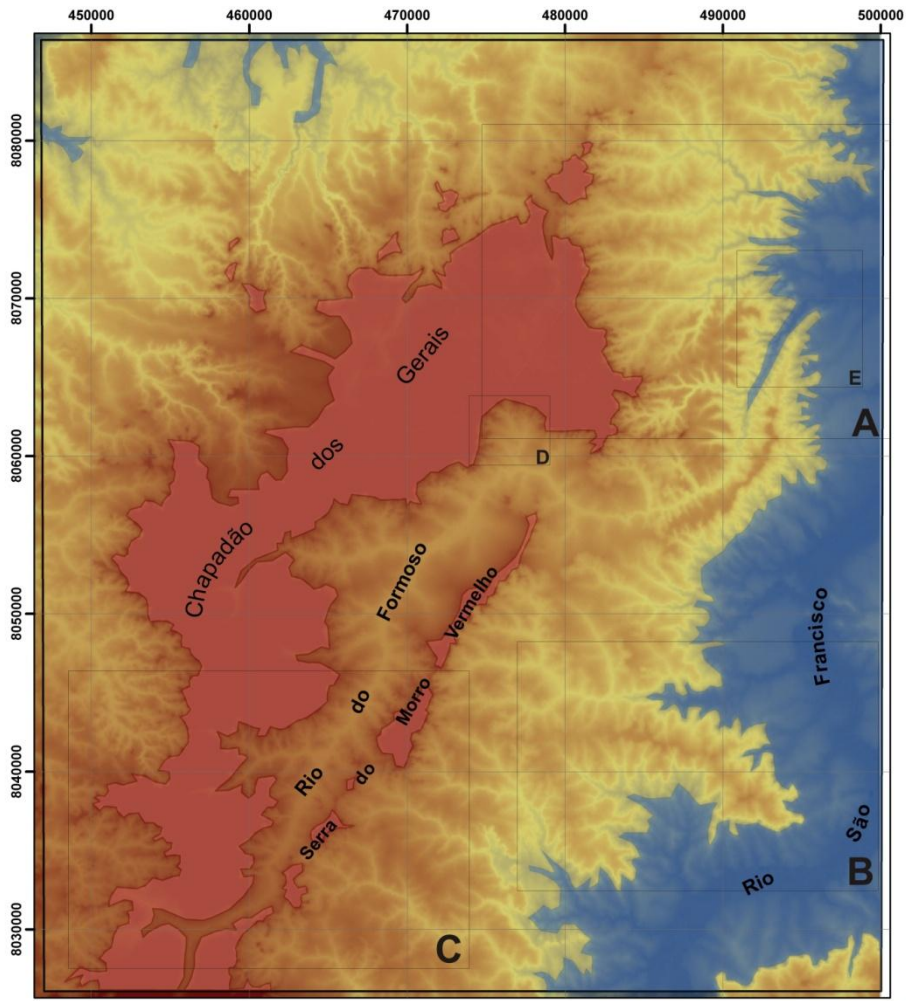 450000 460000 470000 480000 490000 500000
8080000
8070000
8060000
8050000
8040000
8030000
Chapadão dos Gerais
Rio do Formoso
Serra do Morro Vermelho
Rio São Francisco
E
A
D
B
C